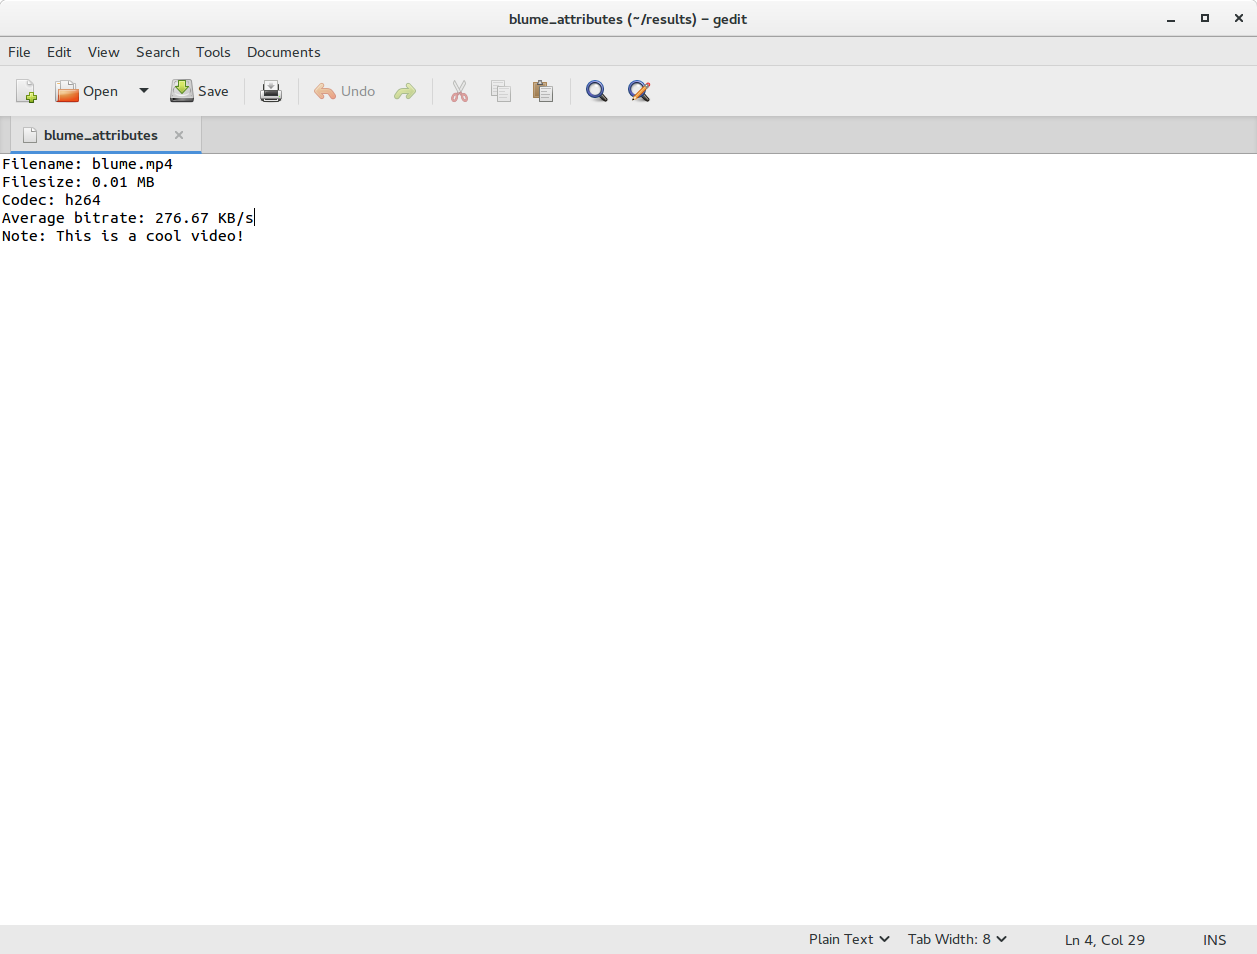 blume_attributes (~/results) – gedit
File Edit View Search Tools Documents
Open Save Undo
blume_attributes
Filename: blume.mp4
Filesize: 0.01 MB
Codec: h264
Average bitrate: 276.67 KB/s
Note: This is a cool video!
Plain Text Tab Width: 8 Ln 4, Col 29 INS